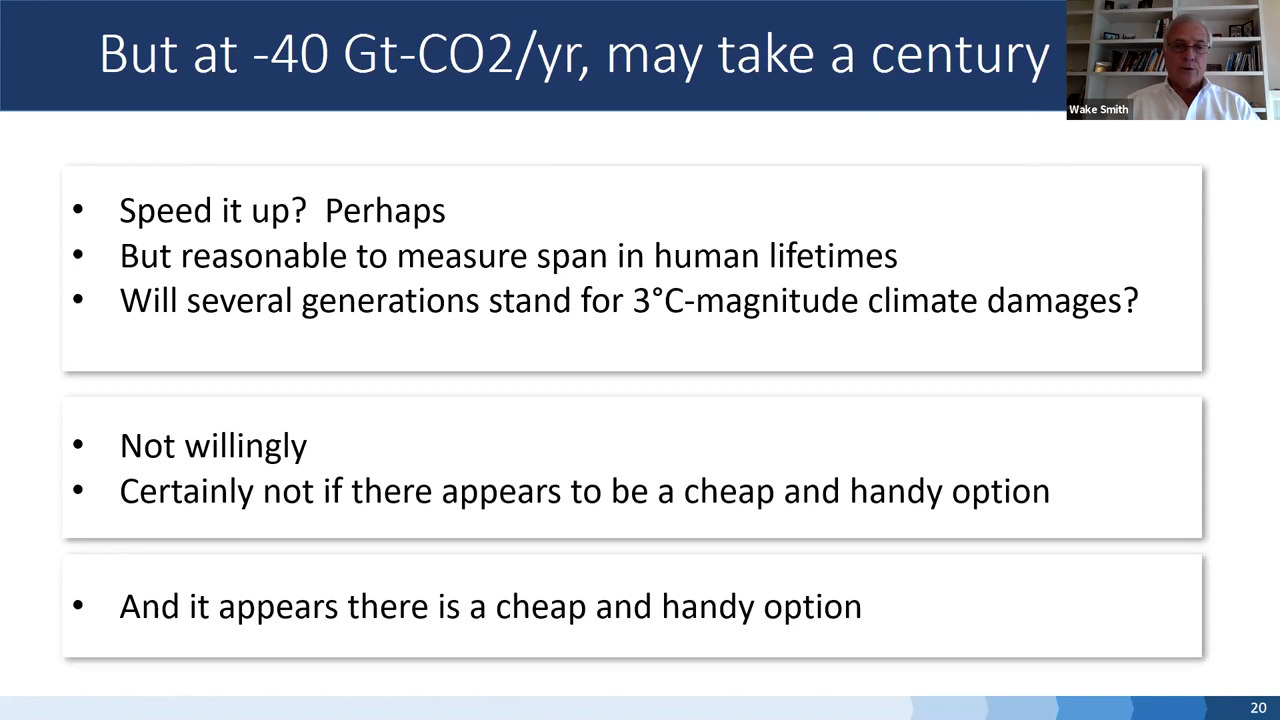 But at -40 Gt-CO2/yr, may take a century
Wake Smith
• Speed it up?  Perhaps
• But reasonable to measure span in human lifetimes
• Will several generations stand for 3°C-magnitude climate damages?
• Not willingly
• Certainly not if there appears to be a cheap and handy option
• And it appears there is a cheap and handy option
20